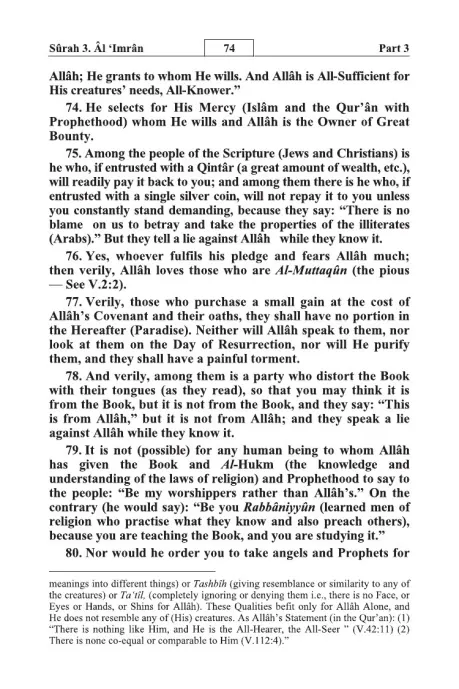 Sûrah 3. Âl ‘Imrân 74 Part 3
Allâh; He grants to whom He wills. And Allâh is All-Sufficient for
His creatures’ needs, All-Knower.”
74. He selects for His Mercy (Islâm and the Qur’ân with
Prophethood) whom He wills and Allâh is the Owner of Great
Bounty.
75. Among the people of the Scripture (Jews and Christians) is
he who, if entrusted with a Qintâr (a great amount of wealth, etc.),
will readily pay it back to you; and among them there is he who, if
entrusted with a single silver coin, will not repay it to you unless
you constantly stand demanding, because they say: “There is no
blame on us to betray and take the properties of the illiterates
(Arabs).” But they tell a lie against Allâh while they know it.
76. Yes, whoever fulfils his pledge and fears Allâh much;
then verily, Allâh loves those who are Al-Muttaqûn (the pious
— See V.2:2).
77. Verily, those who purchase a small gain at the cost of
Allâh’s Covenant and their oaths, they shall have no portion in
the Hereafter (Paradise). Neither will Allâh speak to them, nor
look at them on the Day of Resurrection, nor will He purify
them, and they shall have a painful torment.
78. And verily, among them is a party who distort the Book
with their tongues (as they read), so that you may think it is
from the Book, but it is not from the Book, and they say: “This
is from Allâh,” but it is not from Allâh; and they speak a lie
against Allâh while they know it.
79. It is not (possible) for any human being to whom Allâh
has given the Book and Al-Hukm (the knowledge and
understanding of the laws of religion) and Prophethood to say to
the people: “Be my worshippers rather than Allâh’s.” On the
contrary (he would say): “Be you Rabbâniyyûn (learned men of
religion who practise what they know and also preach others),
because you are teaching the Book, and you are studying it.”
80. Nor would he order you to take angels and Prophets for
meanings into different things) or Tashbîh (giving resemblance or similarity to any of
the creatures) or Ta‘tîl, (completely ignoring or denying them i.e., there is no Face, or
Eyes or Hands, or Shins for Allâh). These Qualities befit only for Allâh Alone, and
He does not resemble any of (His) creatures. As Allâh’s Statement (in the Qur’ân): (1)
“There is nothing like Him, and He is the All-Hearer, the All-Seer ” (V.42:11) (2)
There is none co-equal or comparable to Him (V.112:4).”